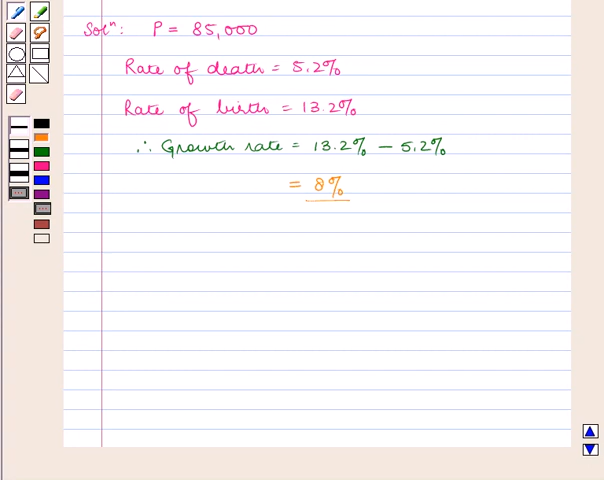 Solⁿ: P = 85,000
Rate of death = 5.2%
Rate of birth = 13.2%
∴ Growth rate = 13.2% - 5.2%
= 8%